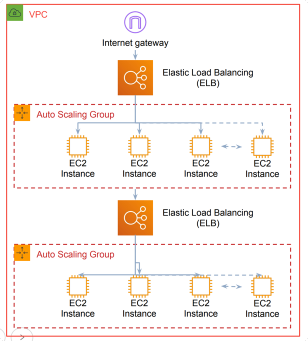 VPC
Internet gateway
Elastic Load Balancing
(ELB)
Auto Scaling Group
EC2
Instance
EC2
Instance
EC2
Instance
EC2
Instance
Elastic Load Balancing
(ELB)
Auto Scaling Group
EC2
Instance
EC2
Instance
EC2
Instance
EC2
Instance